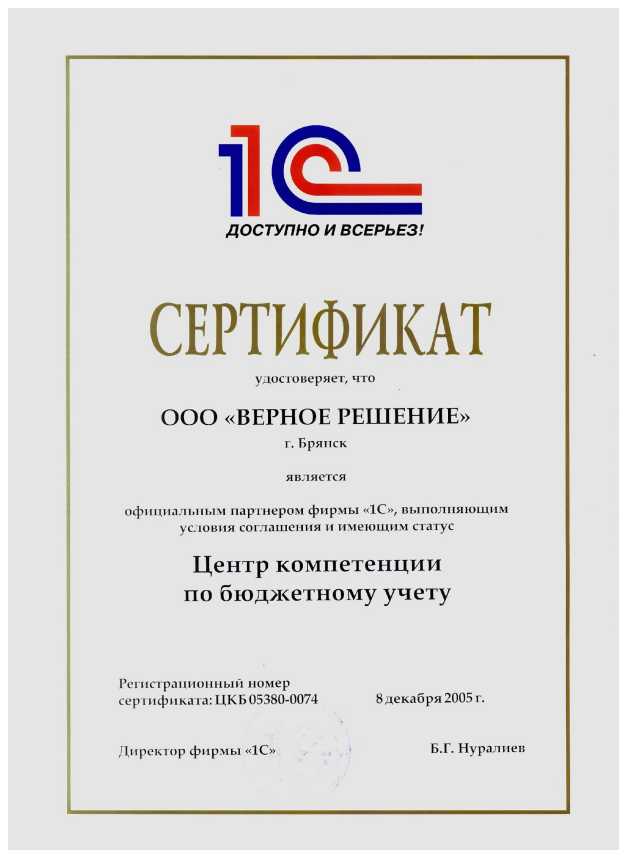 1С
ДОСТУПНО И ВСЕРЬЕЗ!
СЕРТИФИКАТ
удостоверяет, что
ООО «ВЕРНОЕ РЕШЕНИЕ»
г. Брянск
является
официальным партнером фирмы «1С», выполняющим
условия соглашения и имеющим статус
Центр компетенции
по бюджетному учету
Регистрационный номер
сертификата: ЦКБ 05380-0074 8 декабря 2005 г.
Директор фирмы «1С» Б.Г. Нуралиев